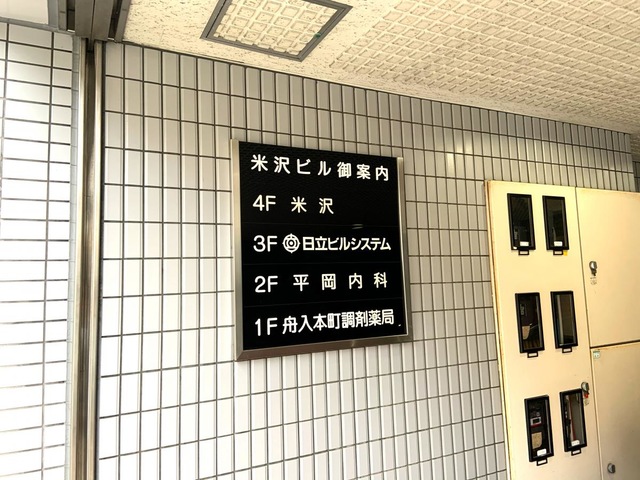 米沢ビル御案内
4F 米沢
3F 日立ビルシステム
2F 平岡内科
1F 舟入本町調剤薬局